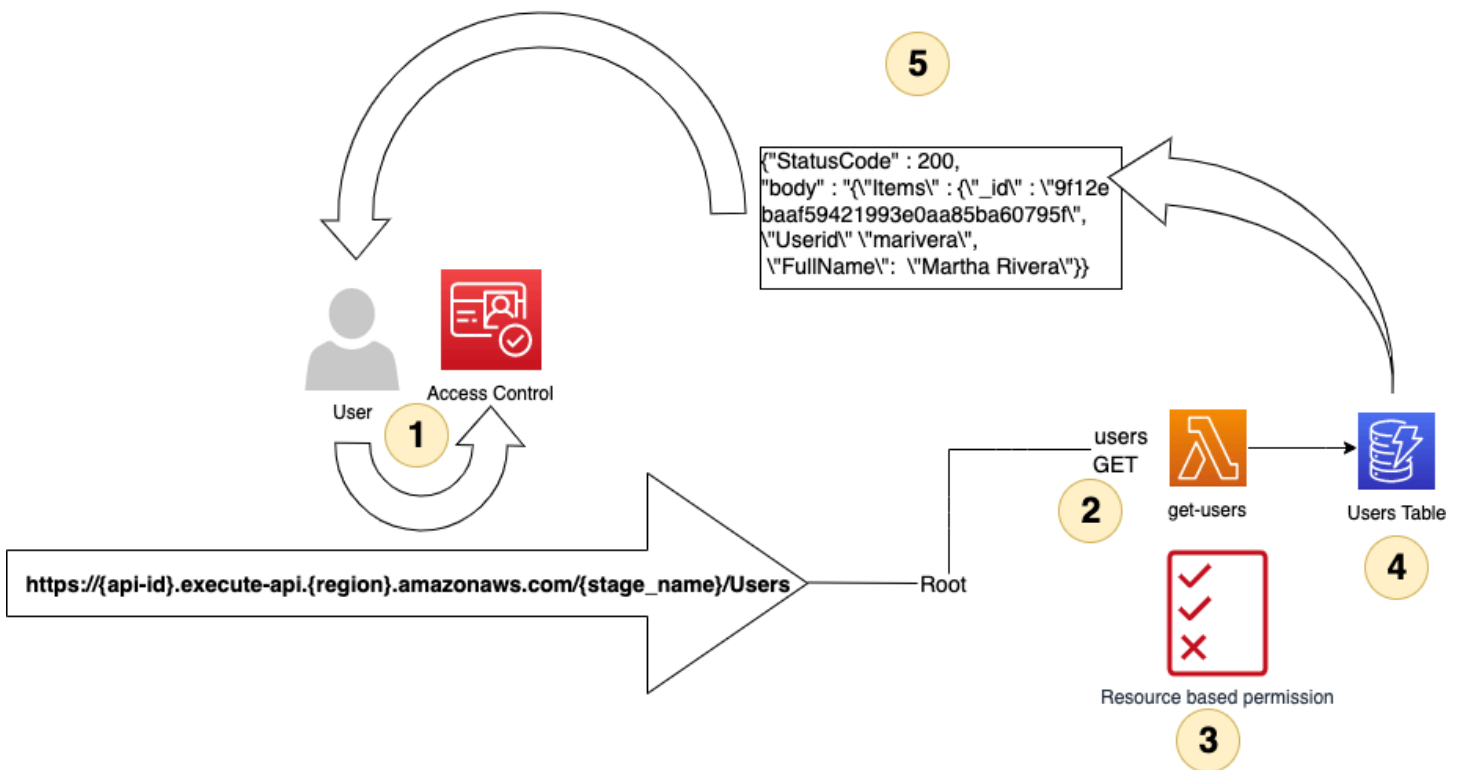 5
{"StatusCode" : 200,
"body" : "{\"Items\" : {\"_id\" : \"9f12e
baaf59421993e0aa85ba60795f\",
\"Userid\" \"marivera\",
\"FullName\": \"Martha Rivera\"}}
Access Control
User
1
users
GET
2
get-users
Users Table
4
https://{api-id}.execute-api.{region}.amazonaws.com/{stage_name}/Users
Root
Resource based permission
3